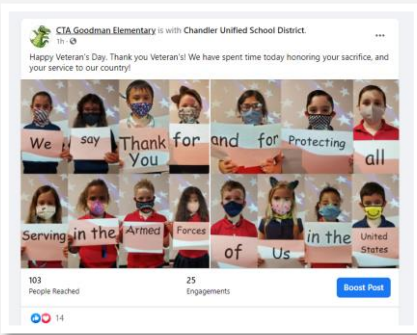 CTA Goodman Elementary is with Chandler Unified School District.
1h ·
Happy Veteran's Day. Thank you Veteran's! We have spent time today honoring your sacrifice, and
your service to our country!
We say Thank You for and for Protecting all
Serving in the Armed Forces of Us in the United States
103
People Reached
25
Engagements
Boost Post
14